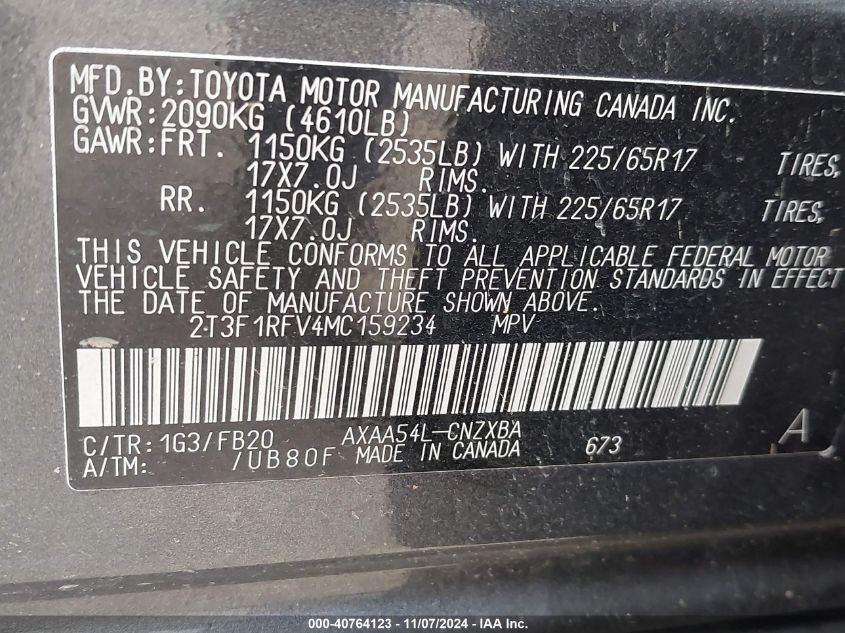 MFD.BY:TOYOTA MOTOR MANUFACTURING CANADA INC.
GVWR:2090KG (4610LB)
GAWR:FRT. 1150KG (2535LB) WITH 225/65R17 TIRES,
17X7.0J RIMS.
RR. 1150KG (2535LB) WITH 225/65R17 TIRES,
17X7.0J RIMS.
THIS VEHICLE CONFORMS TO ALL APPLICABLE FEDERAL MOTOR
VEHICLE SAFETY AND THEFT PREVENTION STANDARDS IN EFFECT
THE DATE OF MANUFACTURE SHOWN ABOVE.
2T3F1RFV4MC159234 MPV
C/TR:1G3/FB20 AXAA54L-CNZXBA A
A/TM: /UB80F MADE IN CANADA 673
000-40764123 - 11/07/2024 - IAA Inc.